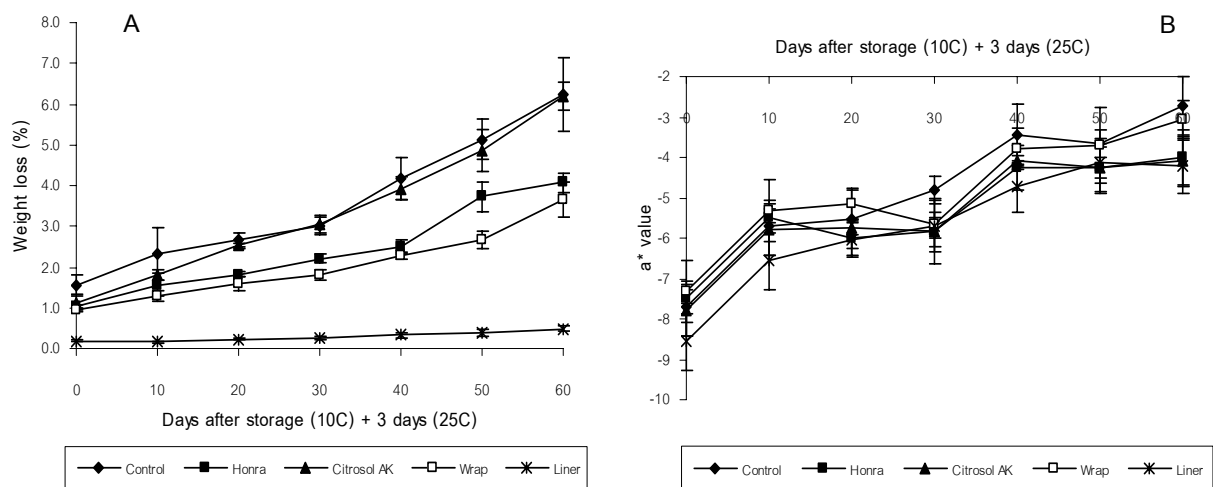 A
8.0
7.0
6.0
5.0
4.0
3.0
2.0
1.0
0.0
Weight loss (%)
0 10 20 30 40 50 60
Days after storage (10C) + 3 days (25C)
Control Honra Citrosol AK Wrap Liner
B
Days after storage (10C) + 3 days (25C)
-2
-3
-4
-5
-6
-7
-8
-9
-10
a* value
0 10 20 30 40 50 60
Control Honra Citrosol AK Wrap Liner